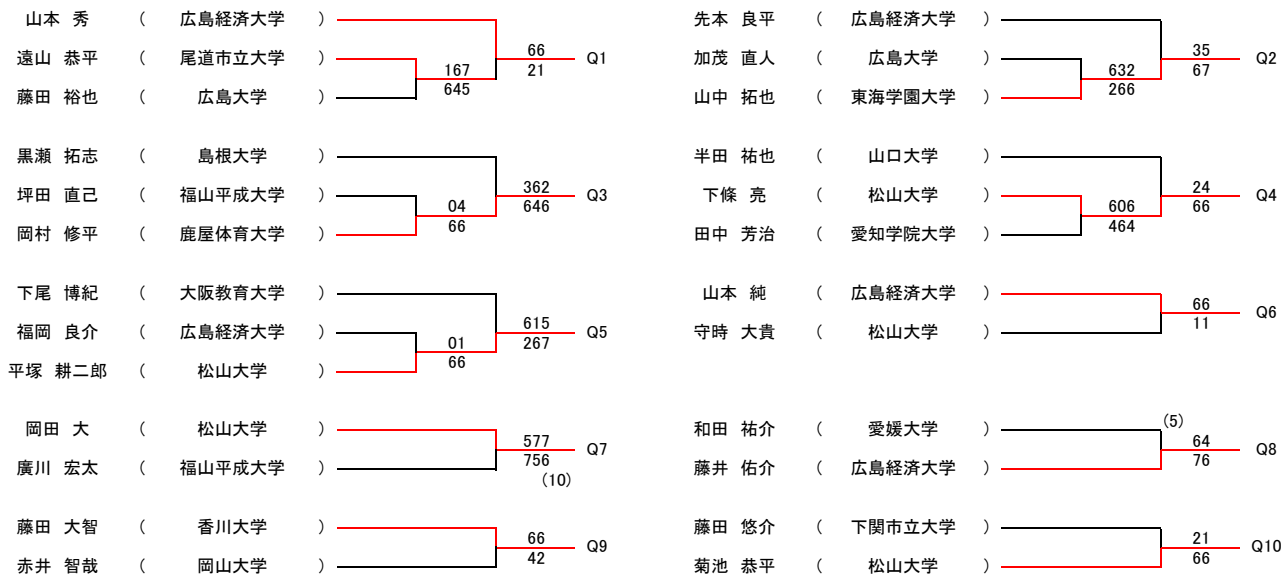 山本 秀 ( 広島経済大学 )
遠山 恭平 ( 尾道市立大学 )
藤田 裕也 ( 広島大学 )
167
645
66
21
Q1
先本 良平 ( 広島経済大学 )
加茂 直人 ( 広島大学 )
山中 拓也 ( 東海学園大学 )
632
266
35
67
Q2
黒瀬 拓志 ( 島根大学 )
坪田 直己 ( 福山平成大学 )
岡村 修平 ( 鹿屋体育大学 )
04
66
362
646
Q3
半田 祐也 ( 山口大学 )
下條 亮 ( 松山大学 )
田中 芳治 ( 愛知学院大学 )
606
464
24
66
Q4
下尾 博紀 ( 大阪教育大学 )
福岡 良介 ( 広島経済大学 )
平塚 耕二郎 ( 松山大学 )
01
66
615
267
Q5
山本 純 ( 広島経済大学 )
守時 大貴 ( 松山大学 )
66
11
Q6
岡田 大 ( 松山大学 )
廣川 宏太 ( 福山平成大学 )
577
756
(10)
Q7
和田 祐介 ( 愛媛大学 )
藤井 佑介 ( 広島経済大学 )
(5)
64
76
Q8
藤田 大智 ( 香川大学 )
赤井 智哉 ( 岡山大学 )
66
42
Q9
藤田 悠介 ( 下関市立大学 )
菊池 恭平 ( 松山大学 )
21
66
Q10